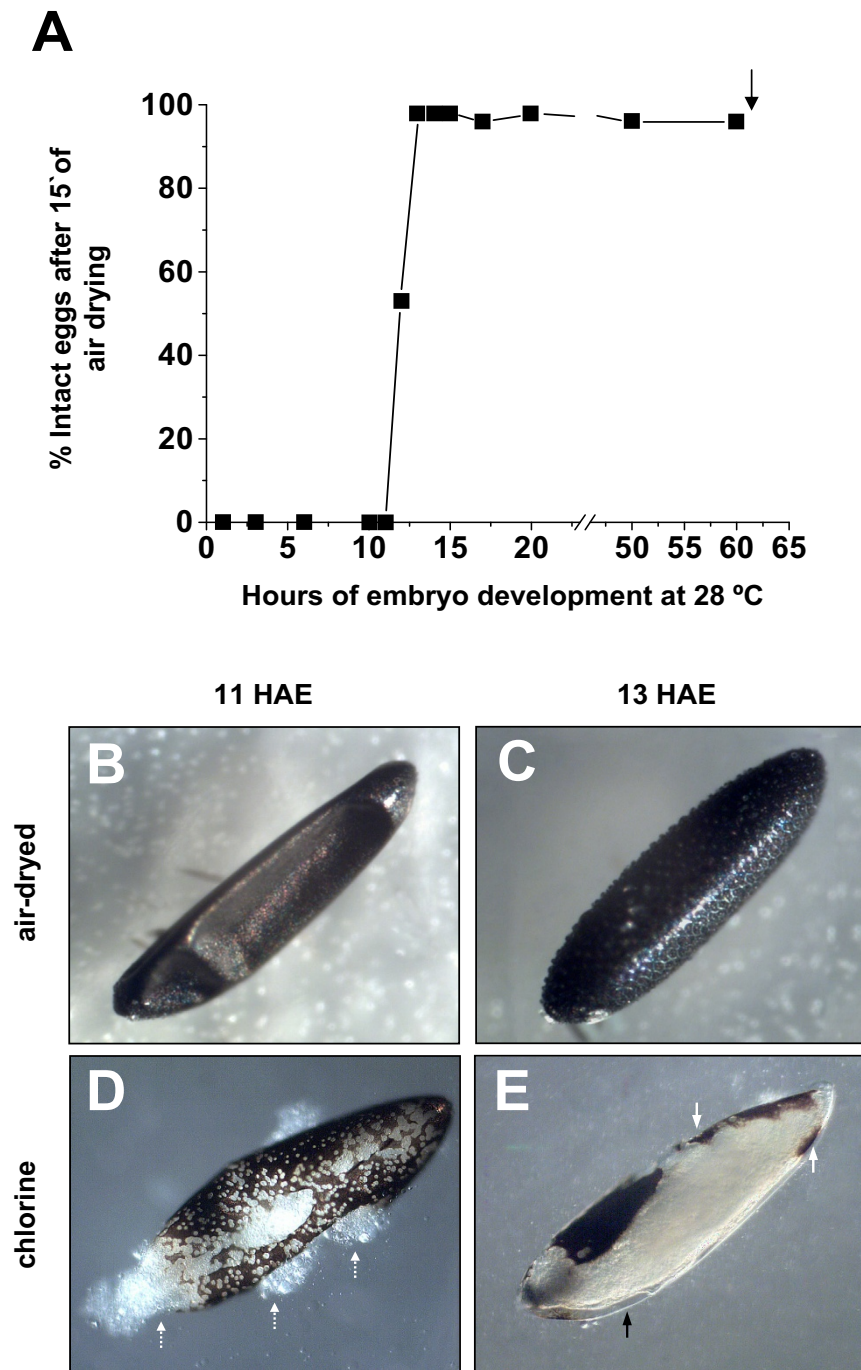 A
% Intact eggs after 15`of
air drying
100
80
60
40
20
0
0 5 10 15 20 50 55 60 65
Hours of embryo development at 28 ºC
11 HAE 13 HAE
air-dryed
B C
chlorine
D E